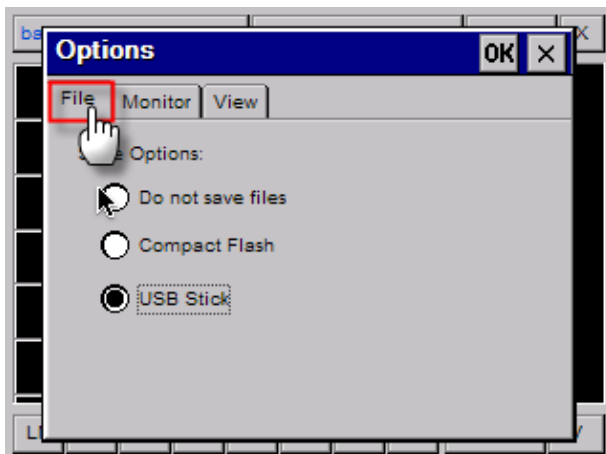 Options OK X
File Monitor View
Options:
Do not save files
Compact Flash
USB Stick